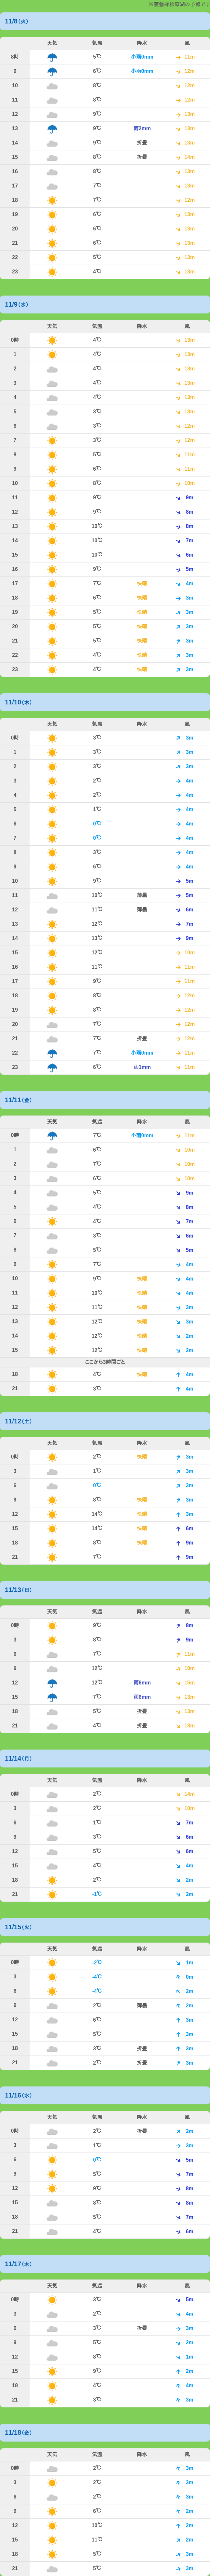 11/8（火）
天気 気温 降水 風
8時 5℃ 小雨0mm 11m
9 6℃ 小雨0mm 12m
10 8℃ 12m
11 8℃ 12m
12 9℃ 13m
13 9℃ 雨2mm 13m
14 9℃ 折曇 13m
15 8℃ 折曇 14m
16 8℃ 13m
17 7℃ 13m
18 7℃ 12m
19 6℃ 13m
20 6℃ 13m
21 6℃ 13m
22 5℃ 13m
23 4℃ 13m
11/9（水）
天気 気温 降水 風
0時 4℃ 13m
1 4℃ 13m
2 4℃ 13m
3 4℃ 13m
4 4℃ 13m
5 3℃ 13m
6 3℃ 12m
7 3℃ 12m
8 5℃ 11m
9 6℃ 11m
10 8℃ 10m
11 9℃ 9m
12 9℃ 8m
13 10℃ 8m
14 10℃ 7m
15 10℃ 6m
16 9℃ 5m
17 7℃ 快晴 4m
18 6℃ 快晴 3m
19 5℃ 快晴 3m
20 5℃ 快晴 3m
21 5℃ 快晴 3m
22 4℃ 快晴 3m
23 4℃ 快晴 3m
11/10（木）
天気 気温 降水 風
0時 3℃ 3m
1 3℃ 3m
2 3℃ 3m
3 2℃ 4m
4 2℃ 4m
5 1℃ 4m
6 0℃ 4m
7 0℃ 4m
8 3℃ 4m
9 6℃ 4m
10 9℃ 5m
11 10℃ 薄曇 5m
12 11℃ 薄曇 6m
13 12℃ 7m
14 13℃ 9m
15 12℃ 10m
16 11℃ 11m
17 9℃ 11m
18 8℃ 12m
19 8℃ 12m
20 7℃ 12m
21 7℃ 折曇 12m
22 7℃ 小雨0mm 11m
23 6℃ 雨1mm 11m
11/11（金）
天気 気温 降水 風
0時 7℃ 小雨0mm 11m
1 6℃ 10m
2 7℃ 10m
3 6℃ 10m
4 5℃ 9m
5 4℃ 8m
6 4℃ 7m
7 3℃ 6m
8 5℃ 5m
9 7℃ 4m
10 9℃ 快晴 4m
11 10℃ 快晴 4m
12 11℃ 快晴 3m
13 12℃ 快晴 3m
14 12℃ 快晴 2m
15 12℃ 快晴 2m
ここから3時間ごと
18 4℃ 快晴 4m
21 3℃ 4m
11/12（土）
天気 気温 降水 風
0時 2℃ 快晴 3m
3 1℃ 3m
6 0℃ 3m
9 8℃ 快晴 3m
12 14℃ 快晴 3m
15 14℃ 快晴 6m
18 8℃ 快晴 9m
21 7℃ 9m
11/13（日）
天気 気温 降水 風
0時 9℃ 8m
3 8℃ 9m
6 7℃ 11m
9 12℃ 10m
12 12℃ 雨6mm 15m
15 7℃ 雨6mm 13m
18 5℃ 折曇 13m
21 4℃ 折曇 13m
11/14（月）
天気 気温 降水 風
0時 2℃ 14m
3 2℃ 10m
6 1℃ 7m
9 3℃ 6m
12 5℃ 6m
15 4℃ 4m
18 2℃ 2m
21 -1℃ 2m
11/15（火）
天気 気温 降水 風
0時 -2℃ 1m
3 -4℃ 0m
6 -4℃ 2m
9 2℃ 薄曇 2m
12 6℃ 3m
15 5℃ 3m
18 3℃ 折曇 3m
21 2℃ 折曇 3m
11/16（水）
天気 気温 降水 風
0時 2℃ 折曇 2m
3 1℃ 3m
6 0℃ 5m
9 5℃ 7m
12 9℃ 8m
15 8℃ 8m
18 5℃ 7m
21 4℃ 6m
11/17（木）
天気 気温 降水 風
0時 3℃ 5m
3 2℃ 4m
6 3℃ 折曇 3m
9 5℃ 2m
12 8℃ 1m
15 9℃ 2m
18 4℃ 4m
21 3℃ 3m
11/18（金）
天気 気温 降水 風
0時 2℃ 3m
3 2℃ 3m
6 2℃ 3m
9 6℃ 2m
12 10℃ 2m
15 11℃ 2m
18 5℃ 3m
21 5℃ 3m